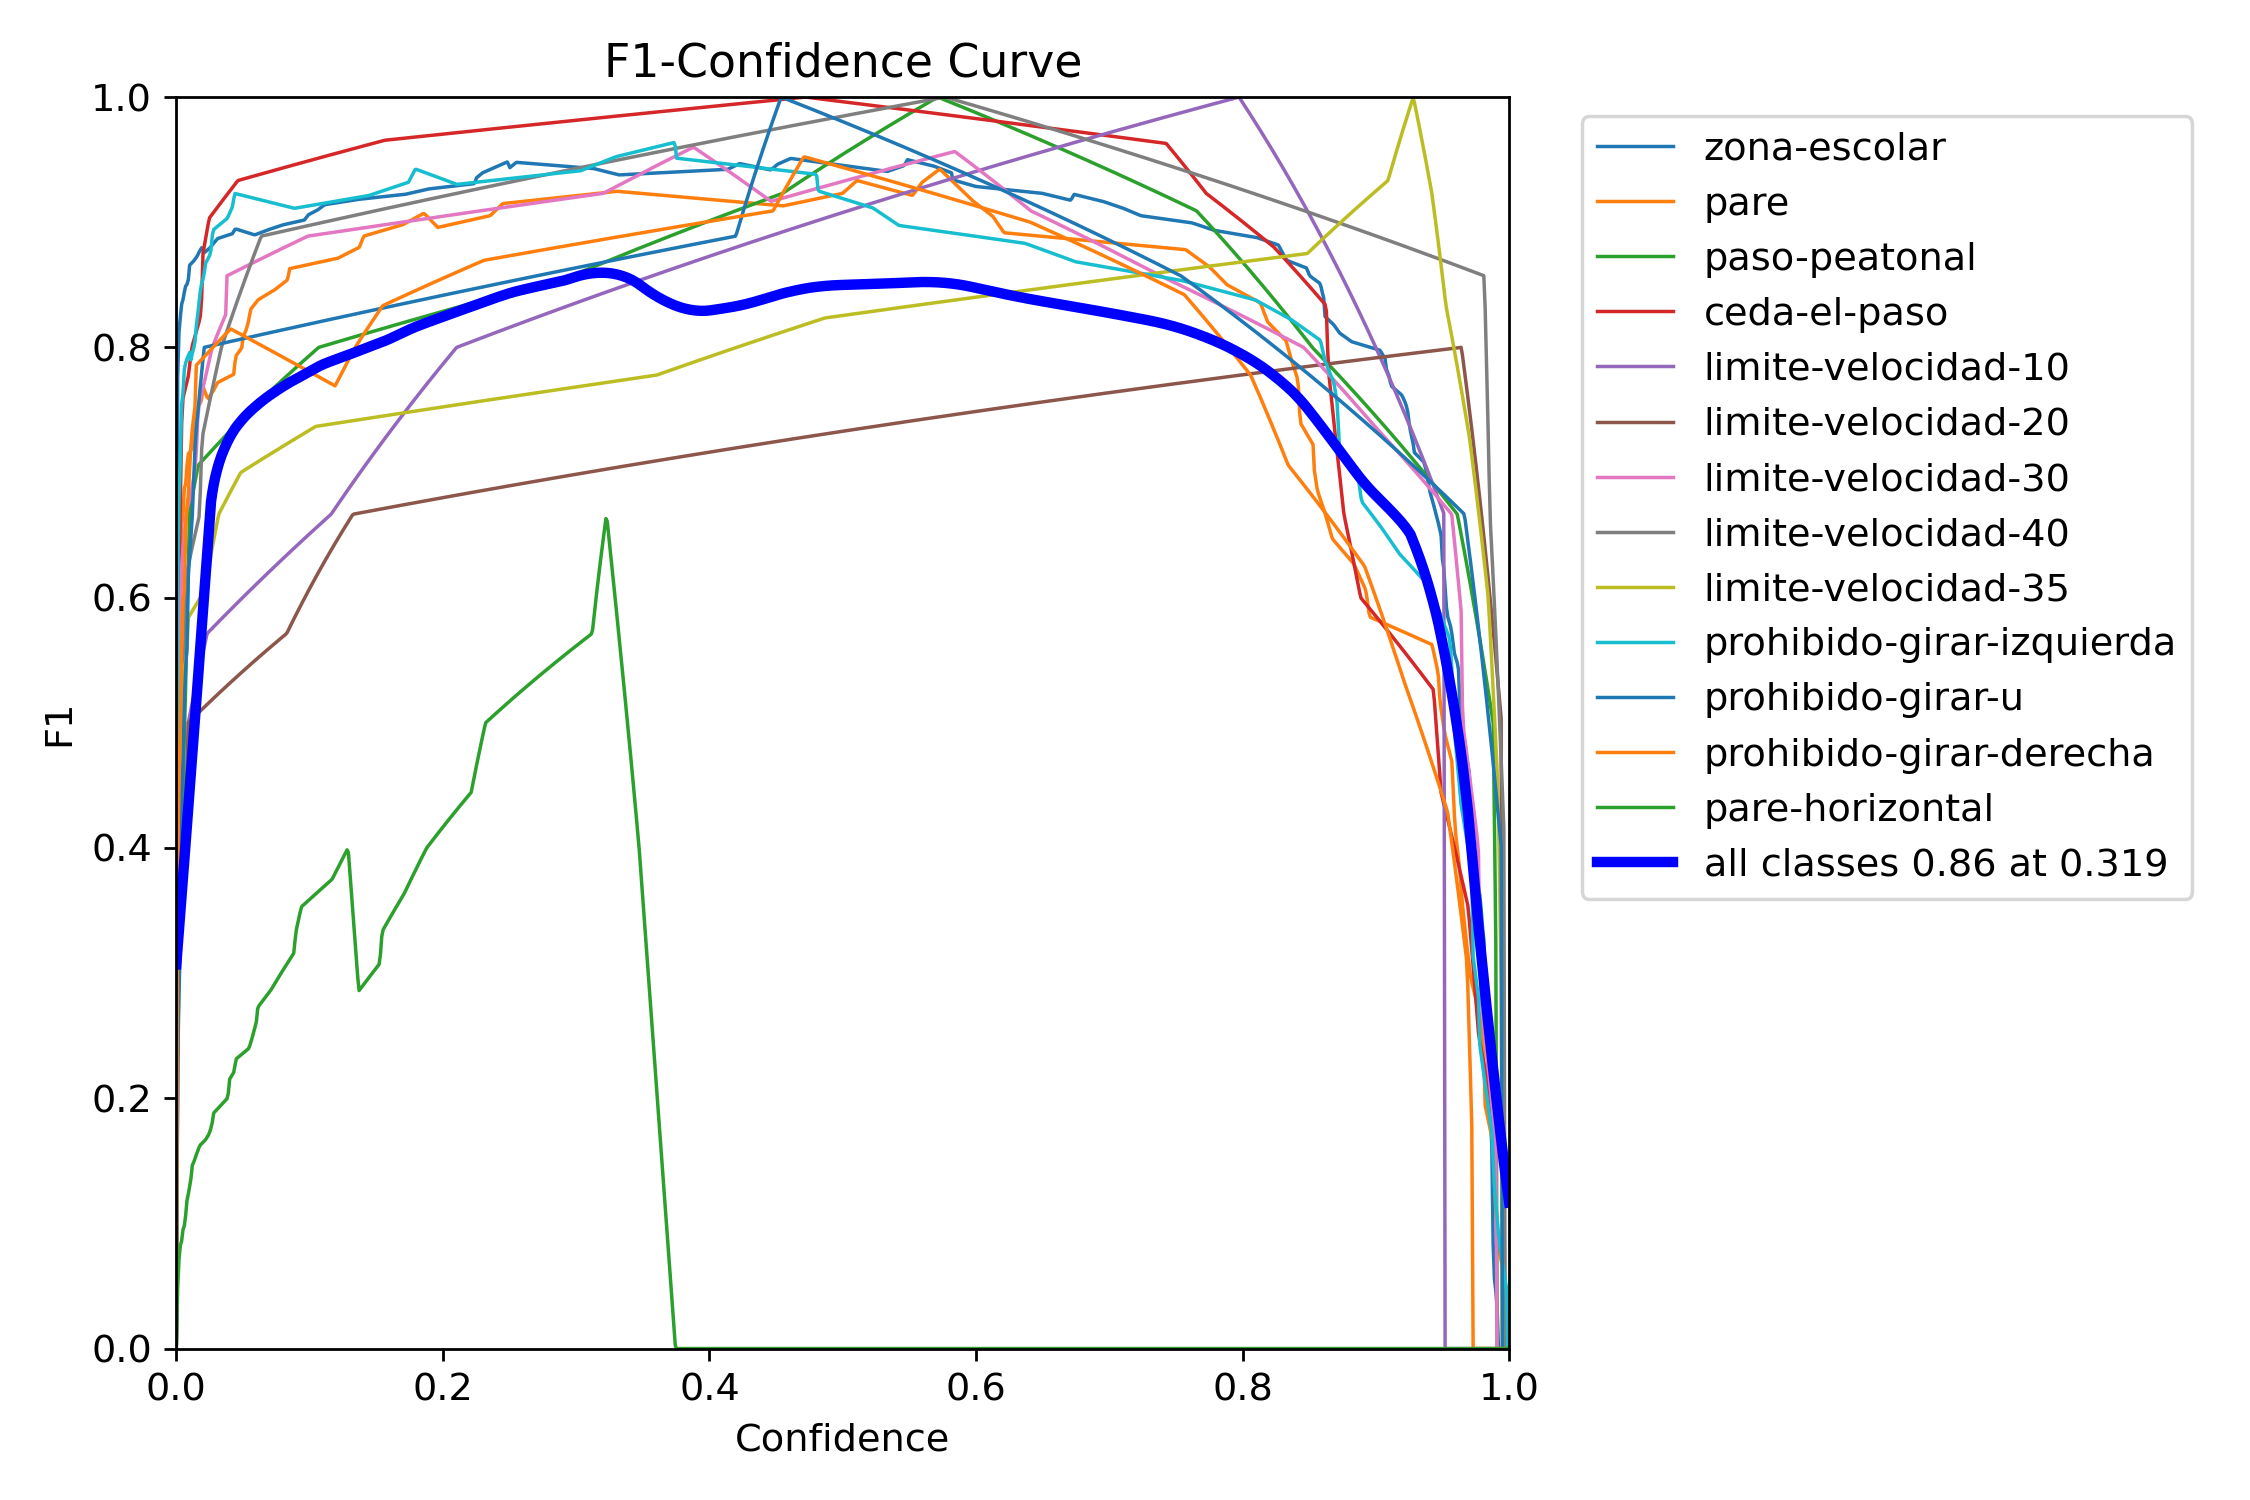 F1-Confidence Curve
1.0
0.8
0.6
0.4
0.2
0.0
F1
0.0 0.2 0.4 0.6 0.8 1.0
Confidence
zona-escolar
pare
paso-peatonal
ceda-el-paso
limite-velocidad-10
limite-velocidad-20
limite-velocidad-30
limite-velocidad-40
limite-velocidad-35
prohibido-girar-izquierda
prohibido-girar-u
prohibido-girar-derecha
pare-horizontal
all classes 0.86 at 0.319